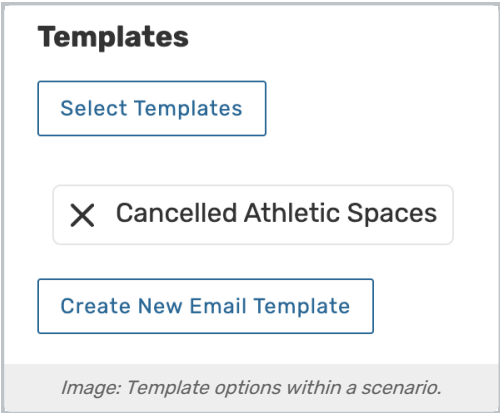 Templates
Select Templates
Cancelled Athletic Spaces
Create New Email Template
Image: Template options within a scenario.